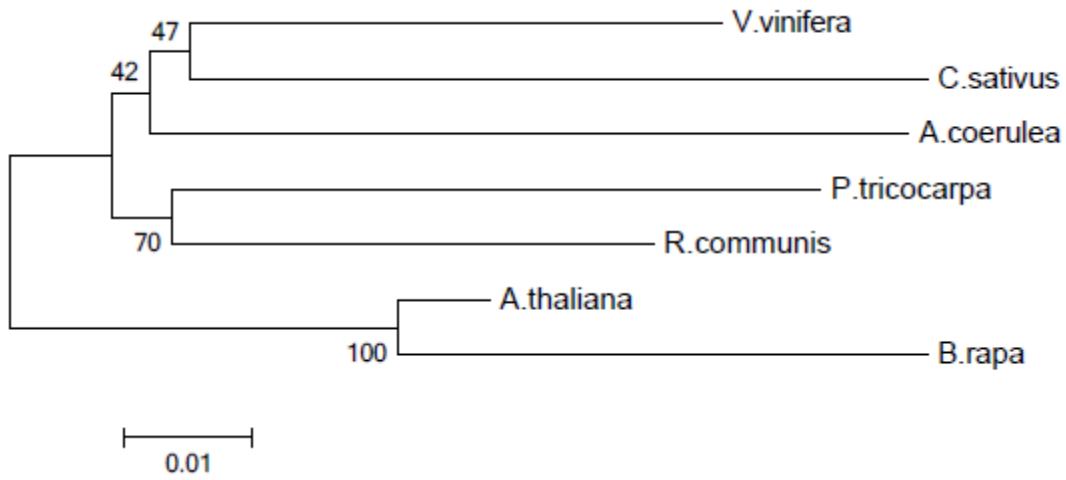 V.vinifera
47
C.sativus
42
A.coerulea
P.tricocarpa
70
R.communis
A.thaliana
100
B.rapa
0.01